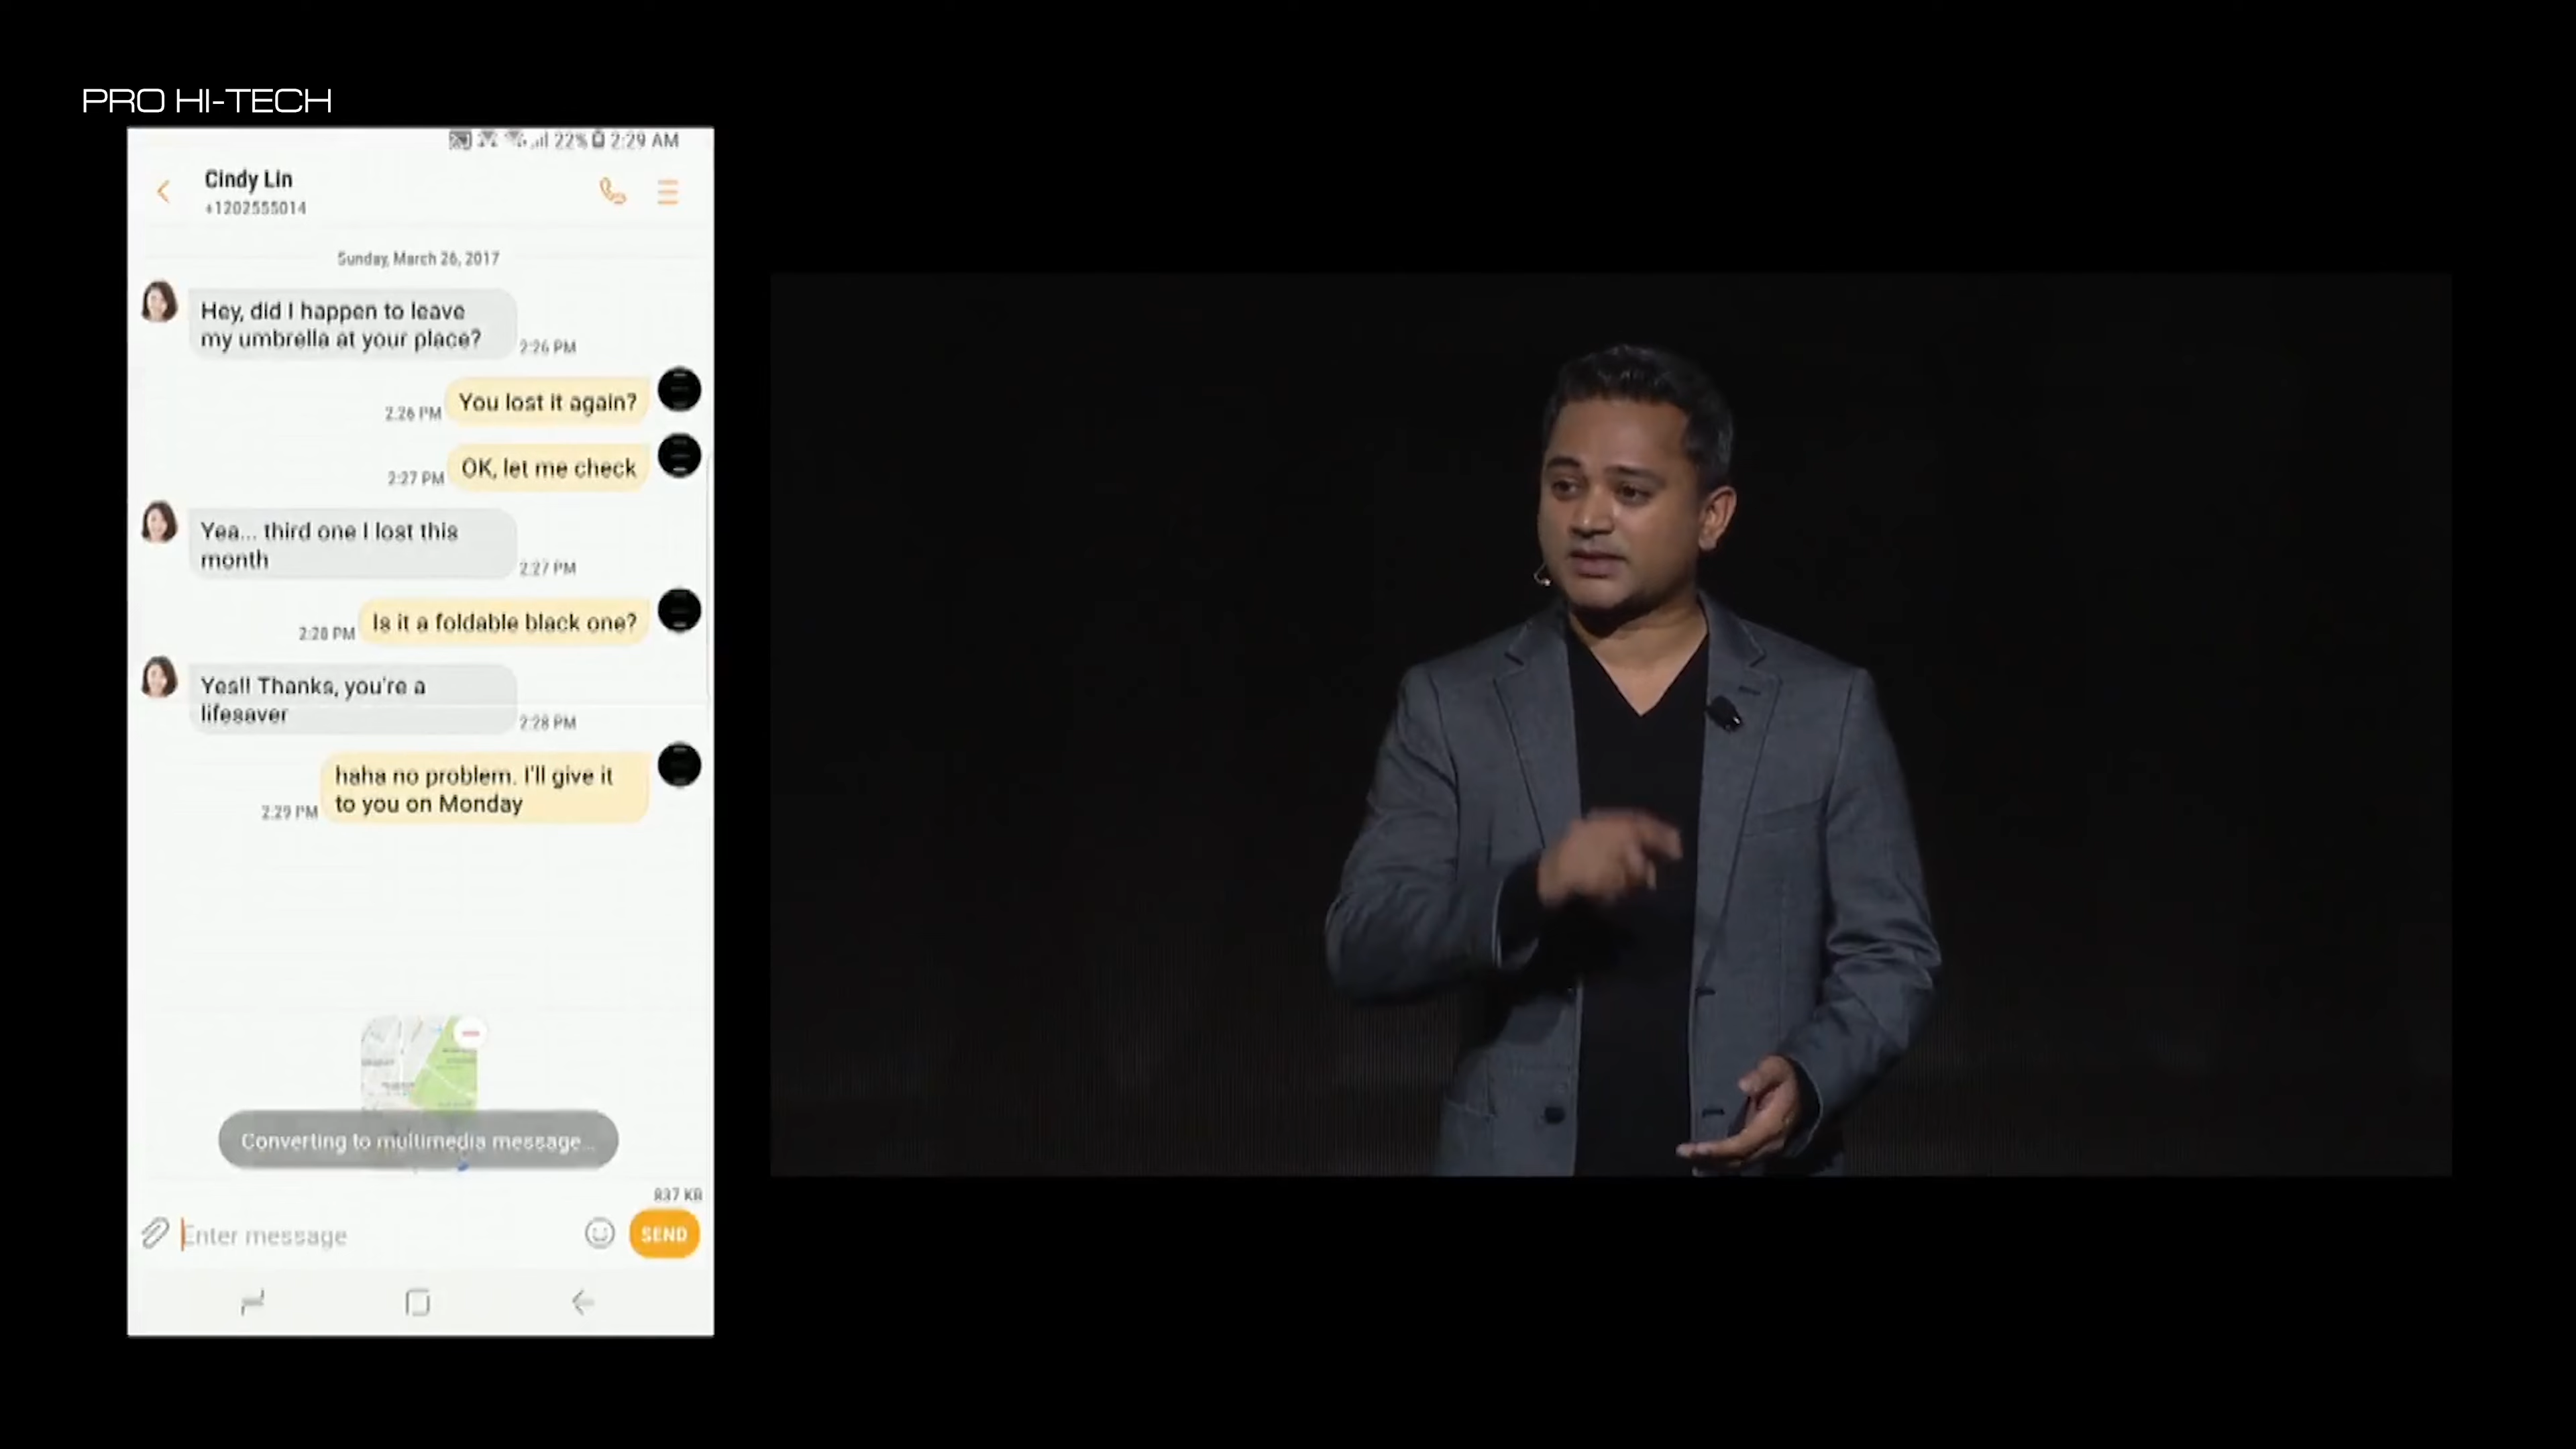 PRO HI-TECH
22% 2:29 AM
Cindy Lin
+1202555014
Sunday, March 26, 2017
Hey, did I happen to leave
my umbrella at your place?
2:26 PM
You lost it again?
2:26 PM
OK, let me check
2:27 PM
Yea... third one I lost this
month
2:27 PM
Is it a foldable black one?
2:28 PM
Yes!! Thanks, you're a
lifesaver
2:28 PM
haha no problem. I'll give it
to you on Monday
2:29 PM
Converting to multimedia message...
837 KB
Enter message
SEND